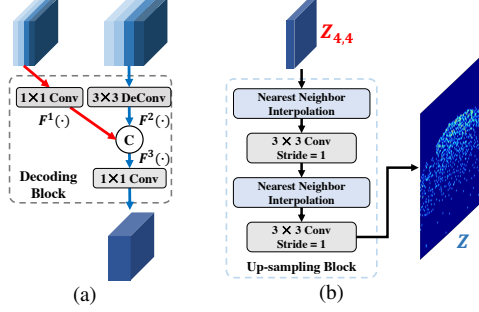 1×1 Conv
3×3 DeConv
F¹(·)
F²(·)
C
F³(·)
Decoding
Block
1×1 Conv
(a)
Z₄,₄
Nearest Neighbor
Interpolation
3 × 3 Conv
Stride = 1
Nearest Neighbor
Interpolation
3 × 3 Conv
Stride = 1
Up-sampling Block
Z
(b)